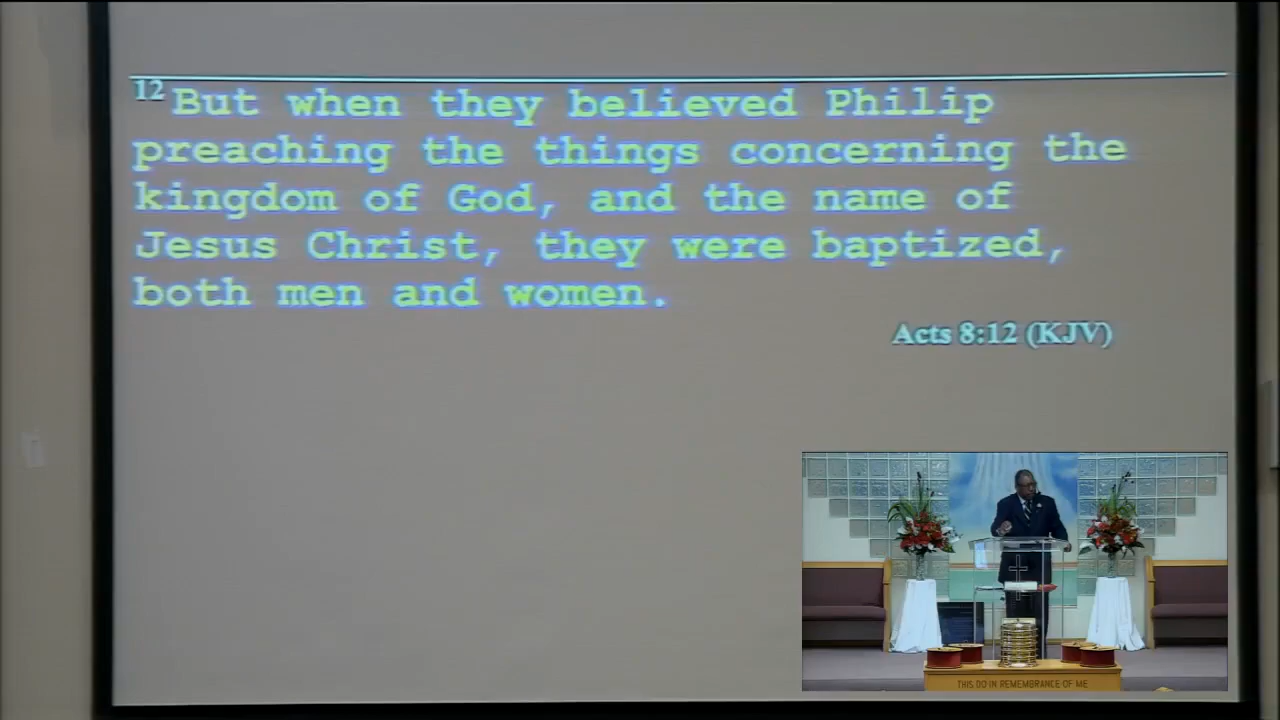 12 But when they believed Philip
preaching the things concerning the
kingdom of God, and the name of
Jesus Christ, they were baptized,
both men and women.
Acts 8:12 (KJV)
THIS DO IN REMEMBRANCE OF ME